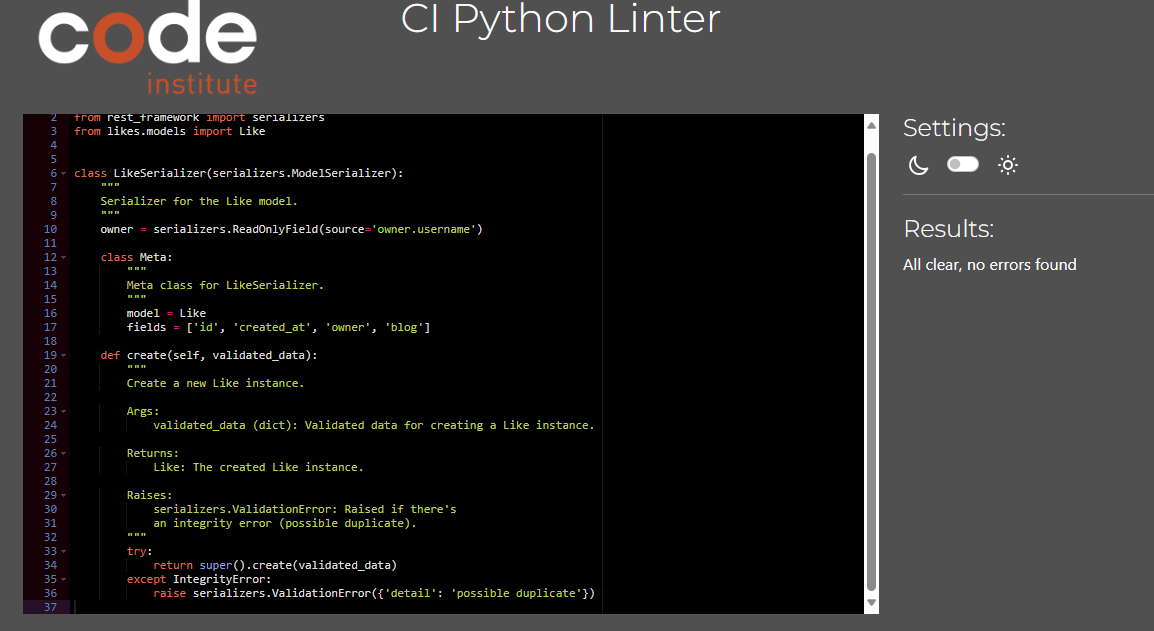 code
institute
CI Python Linter
2 from rest_framework import serializers
3 from likes.models import Like
4
5
6 class LikeSerializer(serializers.ModelSerializer):
7     """
8     Serializer for the Like model.
9     """
10     owner = serializers.ReadOnlyField(source='owner.username')
11
12     class Meta:
13         """
14         Meta class for LikeSerializer.
15         """
16         model = Like
17         fields = ['id', 'created_at', 'owner', 'blog']
18
19     def create(self, validated_data):
20         """
21         Create a new Like instance.
22
23         Args:
24             validated_data (dict): Validated data for creating a Like instance.
25
26         Returns:
27             Like: The created Like instance.
28
29         Raises:
30             serializers.ValidationError: Raised if there's
31             an integrity error (possible duplicate).
32         """
33         try:
34             return super().create(validated_data)
35         except IntegrityError:
36             raise serializers.ValidationError({'detail': 'possible duplicate'})
37
Settings:
Results:
All clear, no errors found